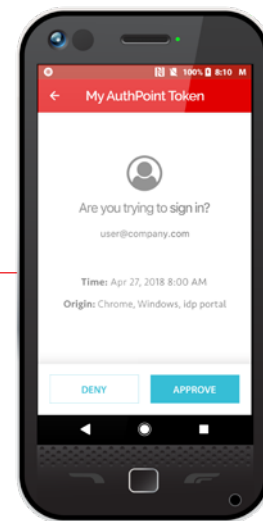 100% 8:10 M
My AuthPoint Token
Are you trying to sign in?
user@company.com
Time: Apr 27, 2018 8:00 AM
Origin: Chrome, Windows, idp portal
DENY APPROVE